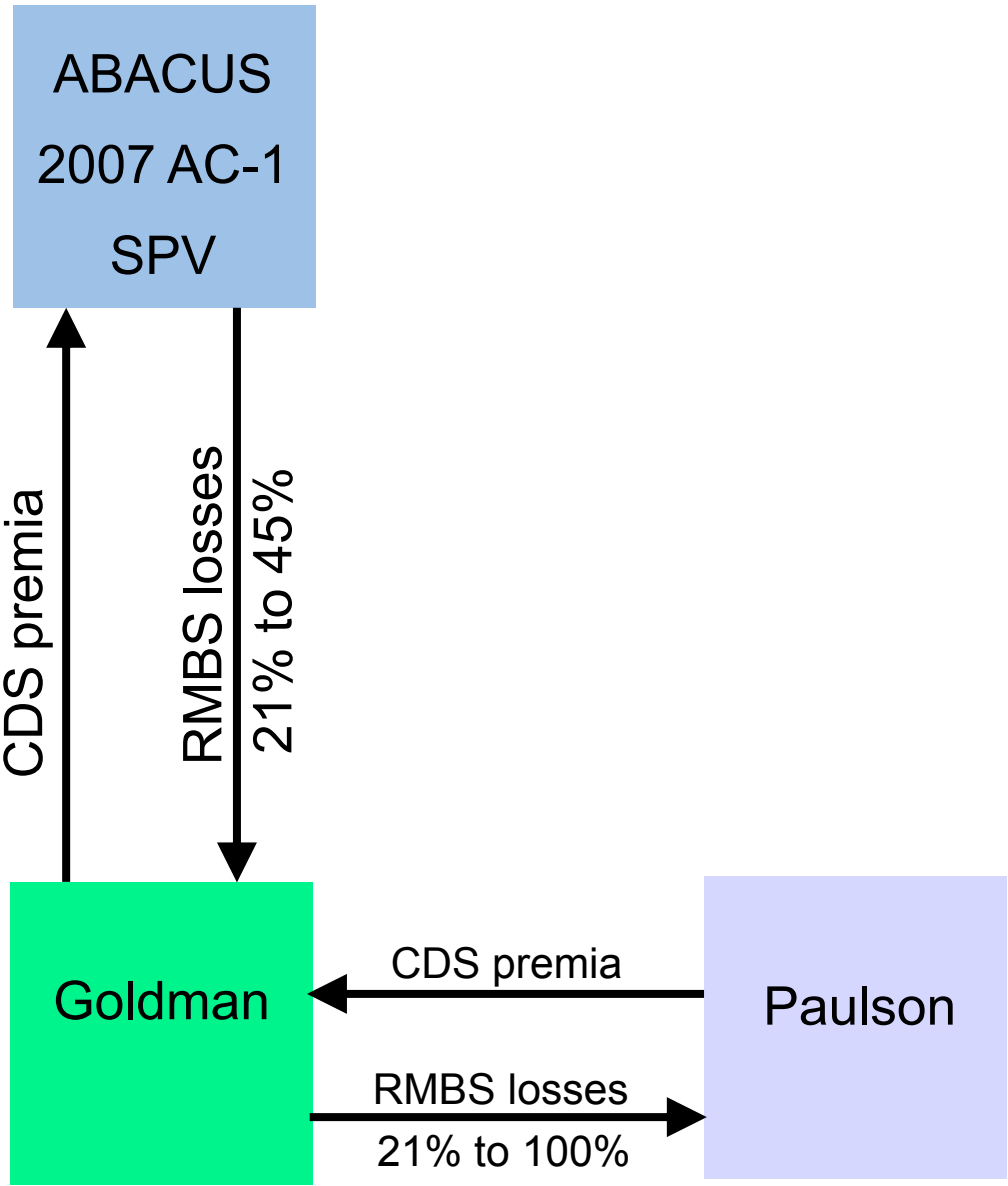 ABACUS
2007 AC-1
SPV
CDS premia
RMBS losses
21% to 45%
Goldman
CDS premia
RMBS losses
21% to 100%
Paulson